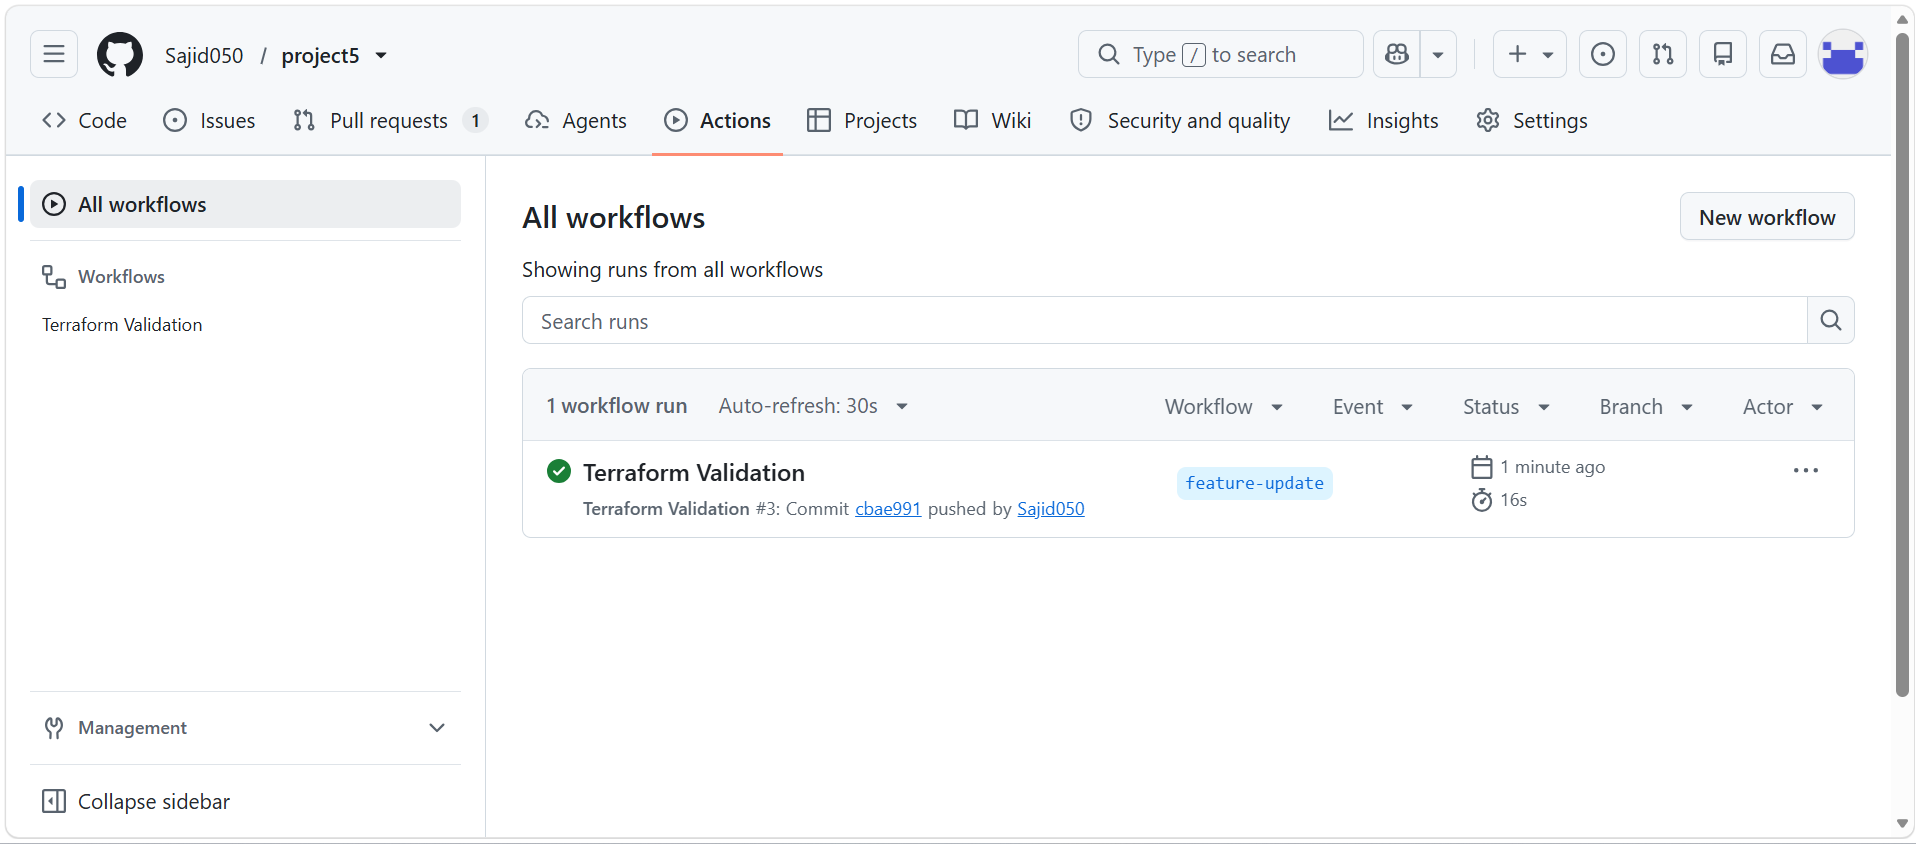 Sajid050 / project5
Type / to search
Code
Issues
Pull requests 1
Agents
Actions
Projects
Wiki
Security and quality
Insights
Settings
All workflows
Workflows
Terraform Validation
Management
Collapse sidebar
All workflows
New workflow
Showing runs from all workflows
Search runs
1 workflow run
Auto-refresh: 30s
Workflow
Event
Status
Branch
Actor
Terraform Validation
Terraform Validation #3: Commit cbae991 pushed by Sajid050
feature-update
1 minute ago
16s